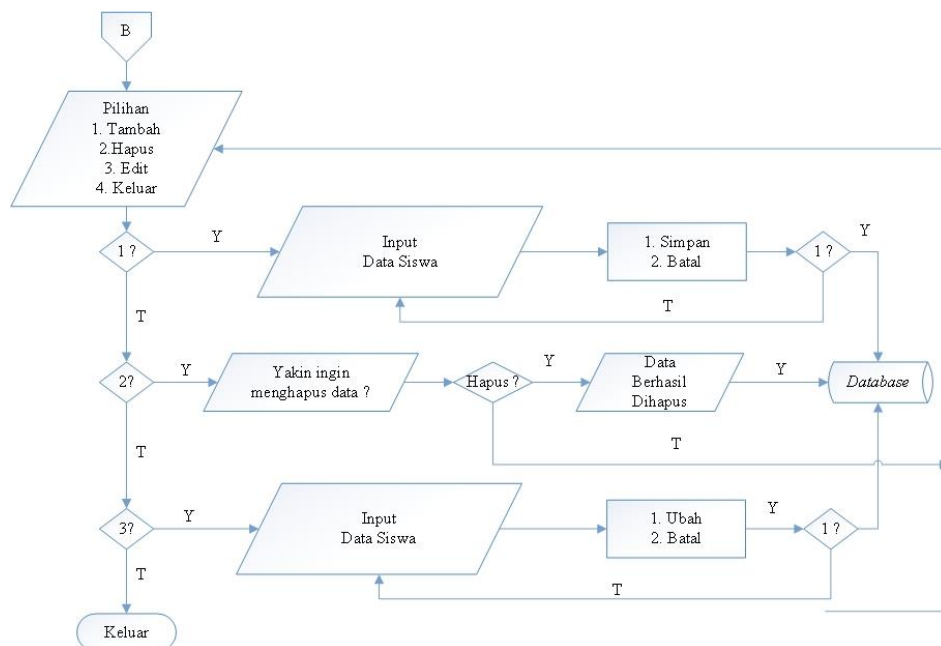 B
Pilihan
1. Tambah
2.Hapus
3. Edit
4. Keluar
1 ?
Y
Input
Data Siswa
1. Simpan
2. Batal
1 ?
Y
T
T
2?
Y
Yakin ingin
menghapus data ?
Hapus ?
Y
Data
Berhasil
Dihapus
Y
Database
T
T
3?
Y
Input
Data Siswa
1. Ubah
2. Batal
Y
1 ?
T
T
Keluar